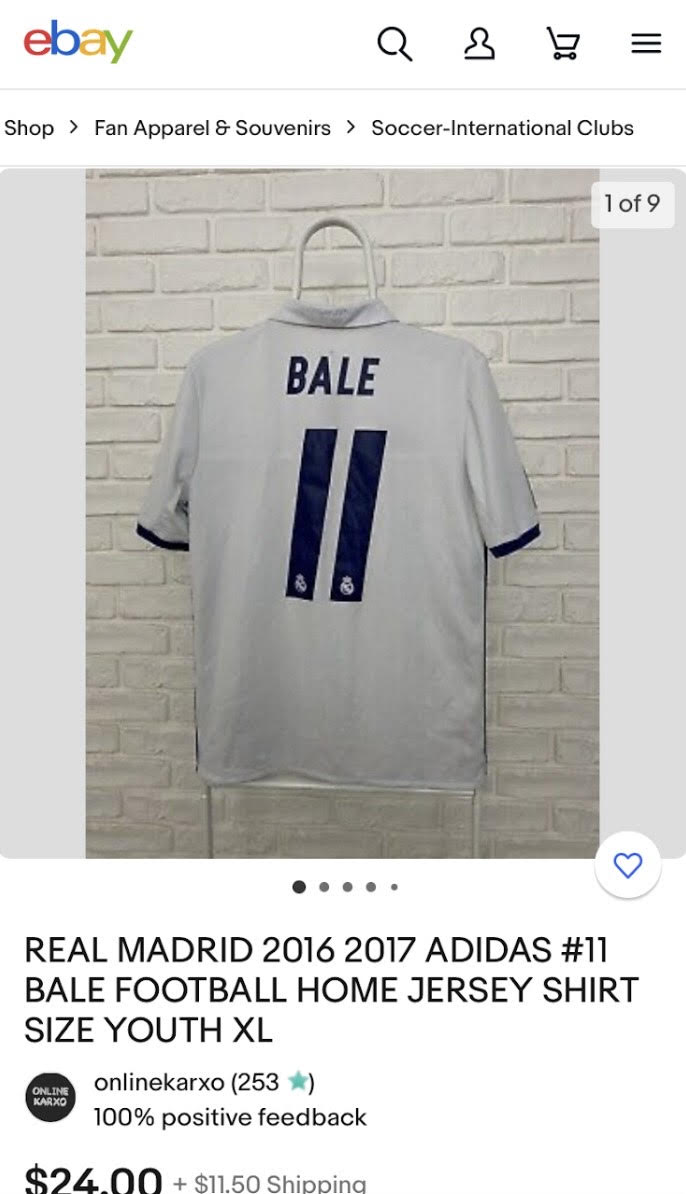 ebay
Shop > Fan Apparel & Souvenirs > Soccer-International Clubs
1 of 9
BALE
11
REAL MADRID 2016 2017 ADIDAS #11
BALE FOOTBALL HOME JERSEY SHIRT
SIZE YOUTH XL
ONLINE
KARXO
onlinekarxo (253 ★)
100% positive feedback
$24.00 + $11.50 Shipping